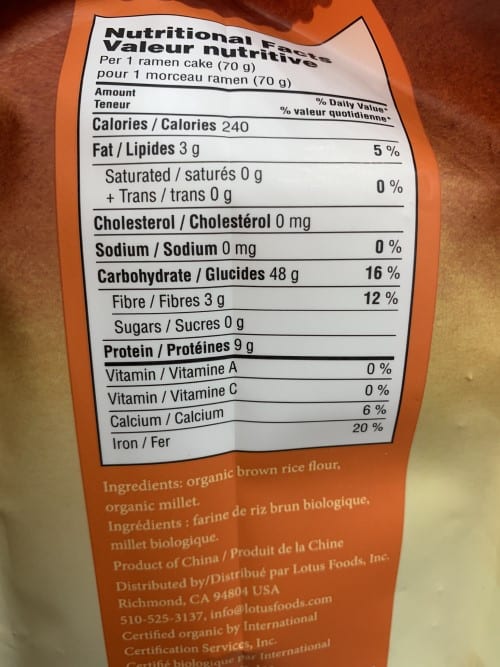 Nutritional Facts
Valeur nutritive
Per 1 ramen cake (70 g)
pour 1 morceau ramen (70 g)
Amount % Daily Value*
Teneur % valeur quotidienne*
Calories / Calories 240
Fat / Lipides 3 g 5 %
Saturated / saturés 0 g
+ Trans / trans 0 g 0 %
Cholesterol / Cholestérol 0 mg
Sodium / Sodium 0 mg 0 %
Carbohydrate / Glucides 48 g 16 %
Fibre / Fibres 3 g 12 %
Sugars / Sucres 0 g
Protein / Protéines 9 g
Vitamin / Vitamine A 0 %
Vitamin / Vitamine C 0 %
Calcium / Calcium 6 %
Iron / Fer 20 %
Ingredients: organic brown rice flour,
organic millet.
Ingrédients : farine de riz brun biologique,
millet biologique.
Product of China / Produit de la Chine
Distributed by/Distribué par Lotus Foods, Inc.
Richmond, CA 94804 USA
510-525-3137, info@lotusfoods.com
Certified organic by International
Certification Services, Inc.
Certifié biologique par International